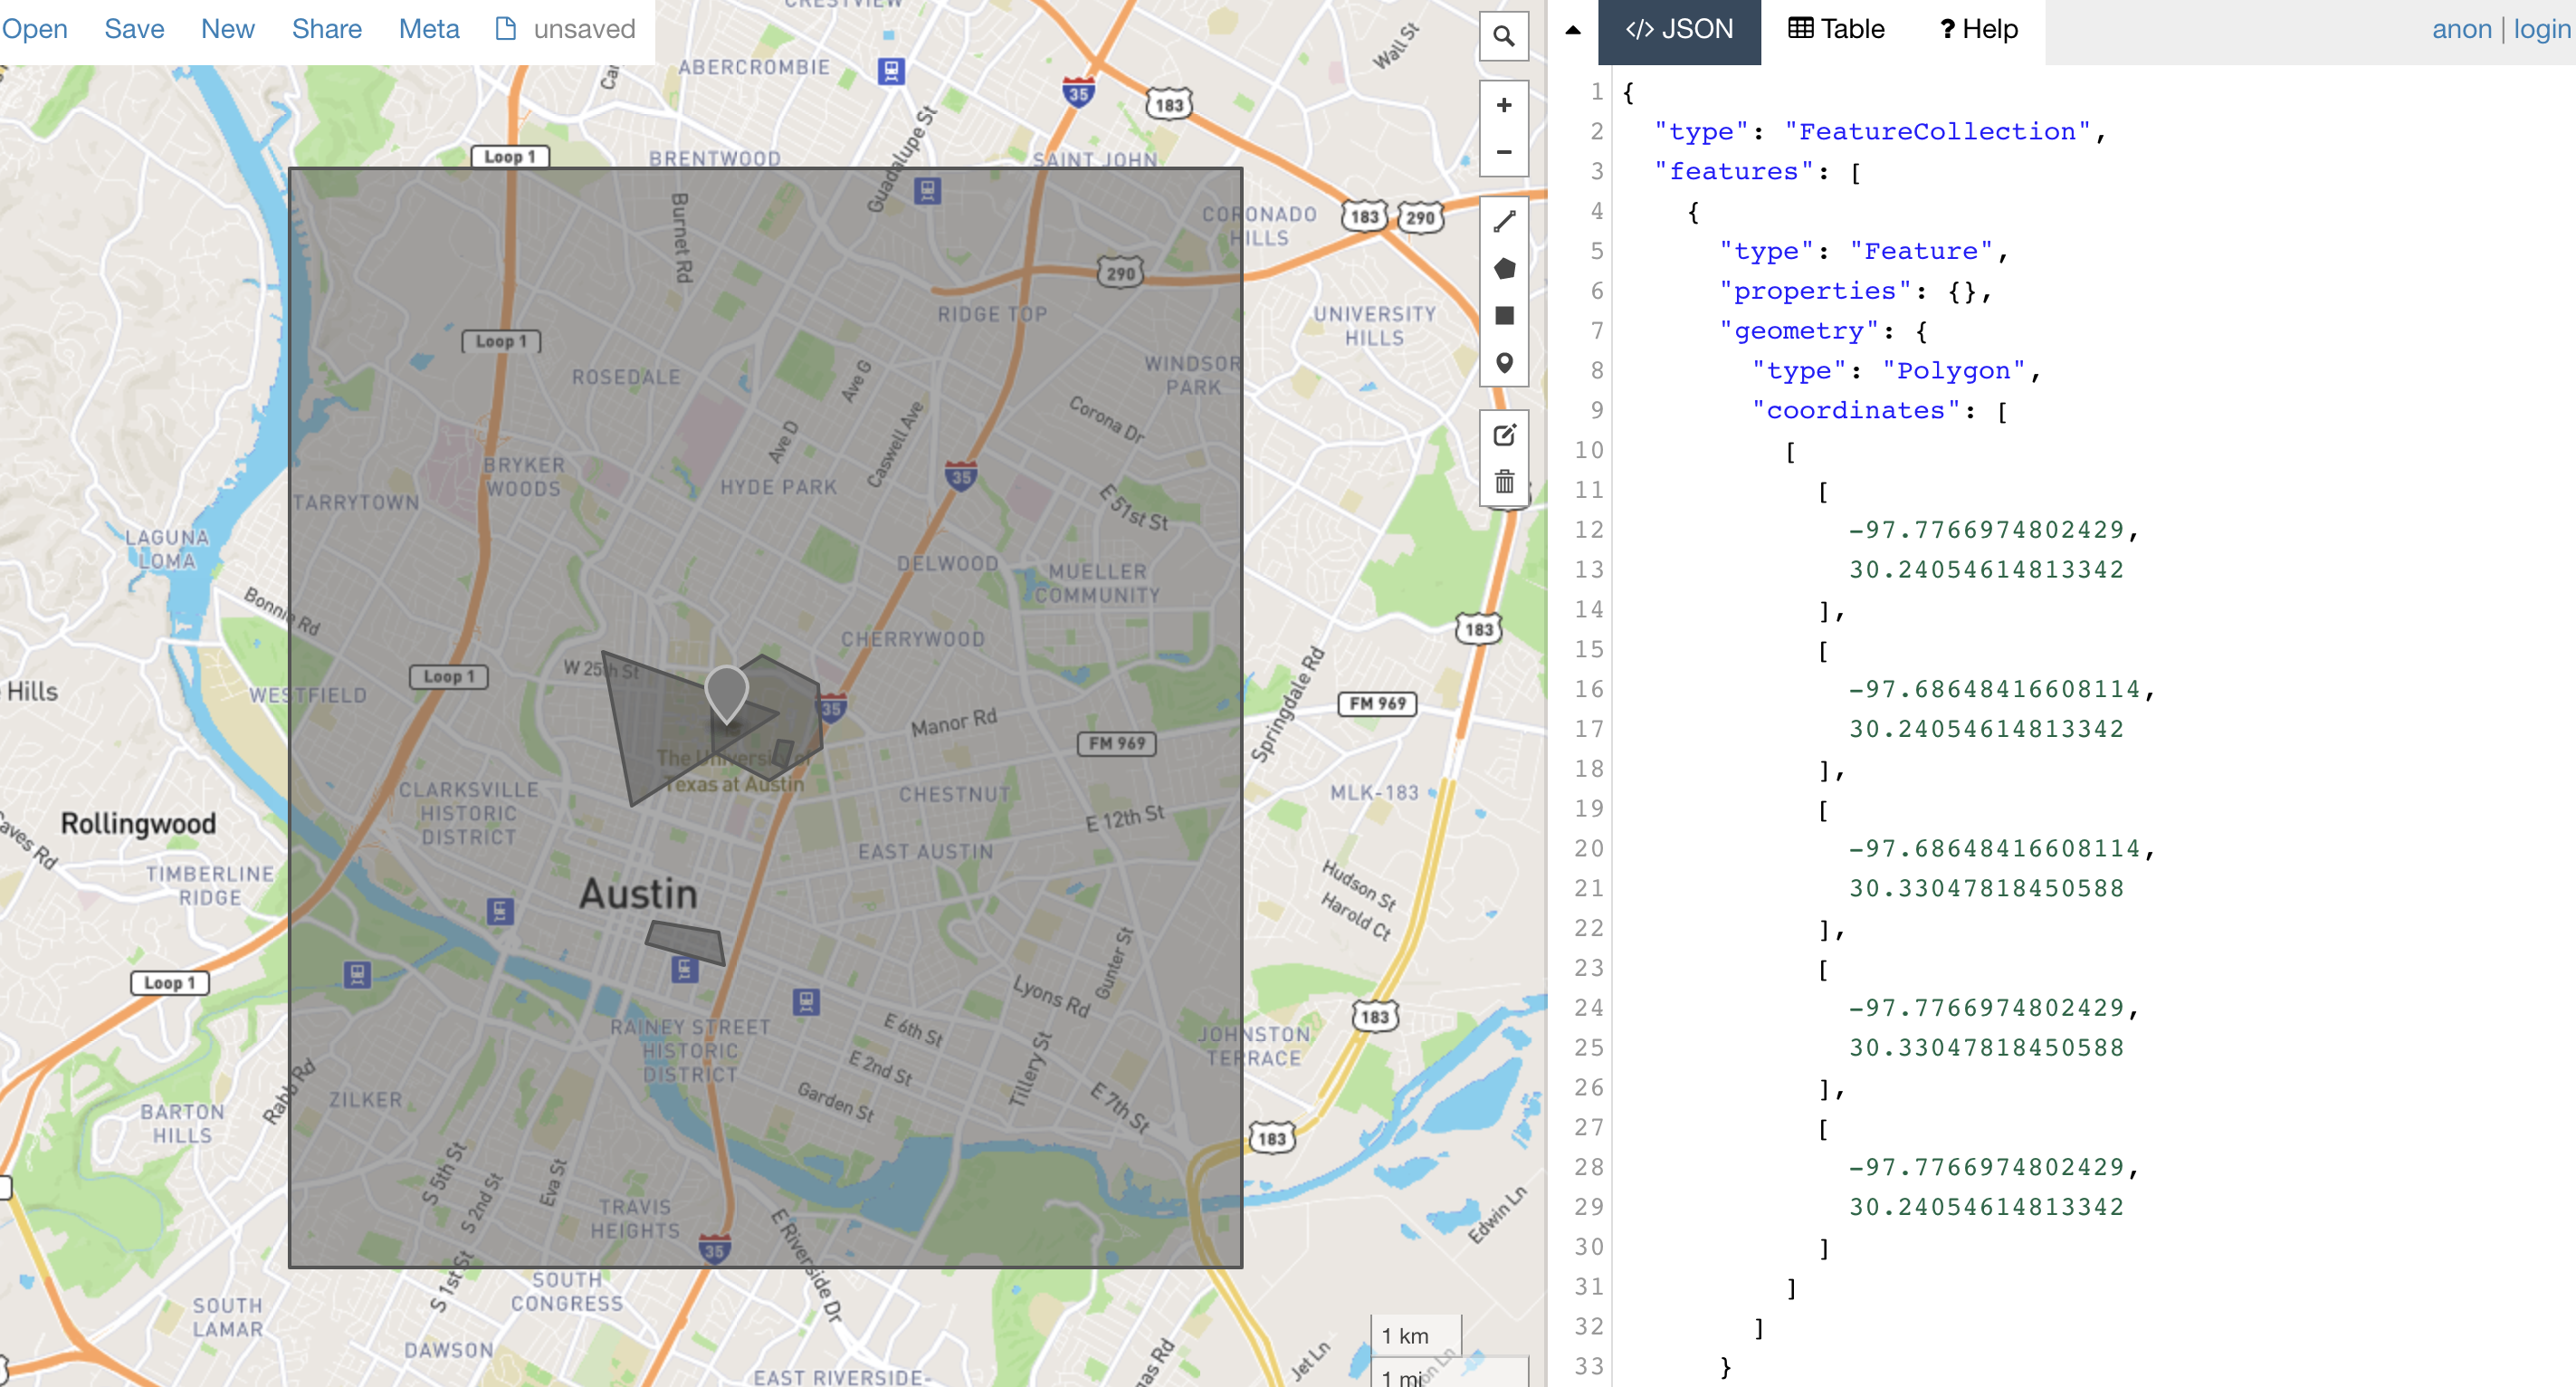 Open Save New Share Meta unsaved
JSON Table ? Help
anon | login
CRESTVIEW
ABERCROMBIE
35
183
Wall St
Loop 1
BRENTWOOD
Guadalupe St
SAINT JOHN
Burnet Rd
CORONADO
HILLS
183
290
290
RIDGE TOP
UNIVERSITY
HILLS
Loop 1
ROSEDALE
WINDSOR
PARK
Ave G
Corona Dr
Ave D
Caswell Ave
BRYKER
WOODS
35
HYDE PARK
TARRYTOWN
E 51st St
LAGUNA
LOMA
DELWOOD
MUELLER
COMMUNITY
Bonnie Rd
CHERRYWOOD
183
W 25th St
Loop 1
Hills
WESTFIELD
35
Manor Rd
Springdale Rd
FM 969
FM 969
The University of
Texas at Austin
CLARKSVILLE
HISTORIC
DISTRICT
CHESTNUT
MLK-183
Rollingwood
E 12th St
EAST AUSTIN
TIMBERLINE
RIDGE
Austin
Hudson St
Harold Ct
Loop 1
Gunter St
Lyons Rd
183
RAINEY STREET
HISTORIC
DISTRICT
E 6th St
JOHNSTON
TERRACE
E 2nd St
Tillery St
Rabb Rd
ZILKER
Garden St
E 7th St
BARTON
HILLS
183
S 5th St
S 2nd St
Eva St
TRAVIS
HEIGHTS
E Riverside Dr
Edwin Ln
35
S 1st St
SOUTH
CONGRESS
SOUTH
LAMAR
1 km
DAWSON
Jet Ln
EAST RIVERSIDE-
1 mi
1 {
2 "type": "FeatureCollection",
3 "features": [
4 {
5 "type": "Feature",
6 "properties": {},
7 "geometry": {
8 "type": "Polygon",
9 "coordinates": [
10 [
11 [
12 -97.7766974802429,
13 30.24054614813342
14 ],
15 [
16 -97.68648416608114,
17 30.24054614813342
18 ],
19 [
20 -97.68648416608114,
21 30.33047818450588
22 ],
23 [
24 -97.7766974802429,
25 30.33047818450588
26 ],
27 [
28 -97.7766974802429,
29 30.24054614813342
30 ]
31 ]
32 ]
33 }